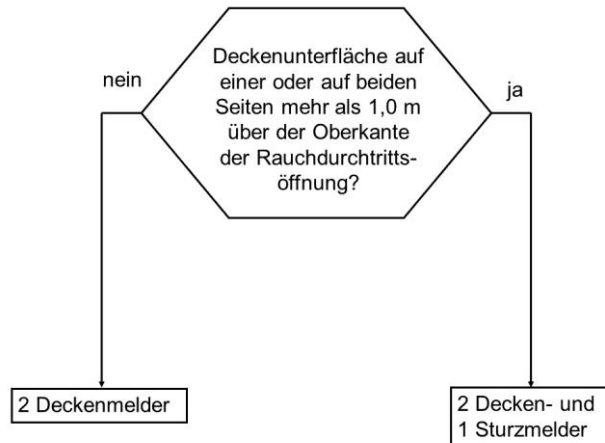 Deckenunterfläche auf
einer oder auf beiden
Seiten mehr als 1,0 m
über der Oberkante
der Rauchdurchtritts-
öffnung?
nein
ja
2 Deckenmelder
2 Decken- und
1 Sturzmelder